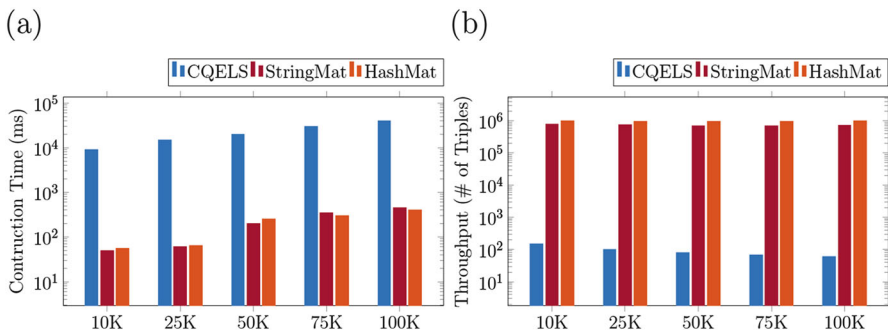 (a)
CQELS StringMat HashMat
Contruction Time (ms)
10^5
10^4
10^3
10^2
10^1
10K 25K 50K 75K 100K
(b)
CQELS StringMat HashMat
Throughput (# of Triples)
10^6
10^5
10^4
10^3
10^2
10^1
10K 25K 50K 75K 100K